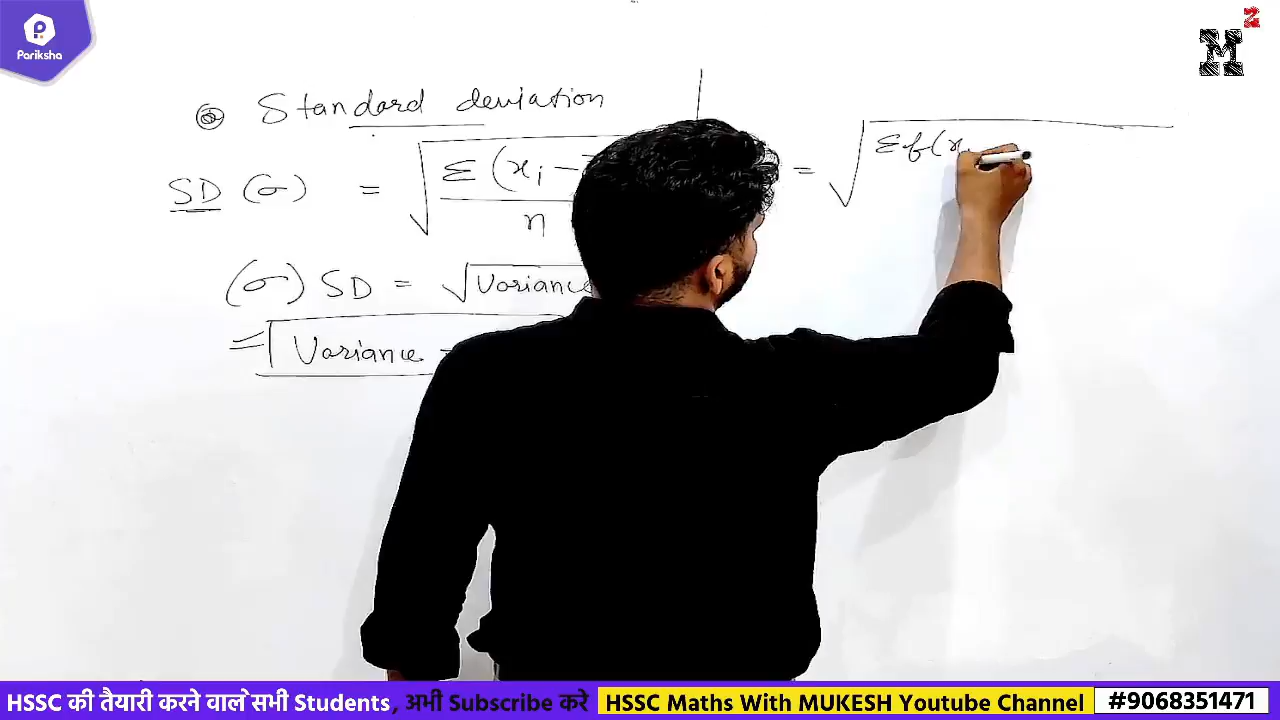 Pariksha
M2
Standard deviation
SD (σ) = √ Σ (xi -
n
= √ Σf(x
(σ) SD = √Variance
= Variance
HSSC की तैयारी करने वाले सभी Students, अभी Subscribe करे
HSSC Maths With MUKESH Youtube Channel
#9068351471